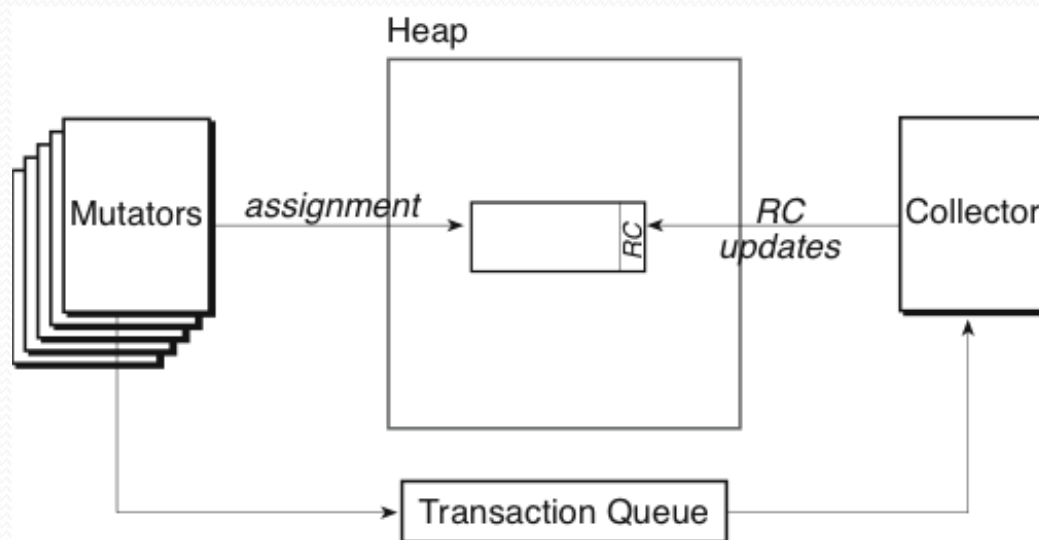 Heap
Mutators
assignment
RC
RC
updates
Collector
Transaction Queue